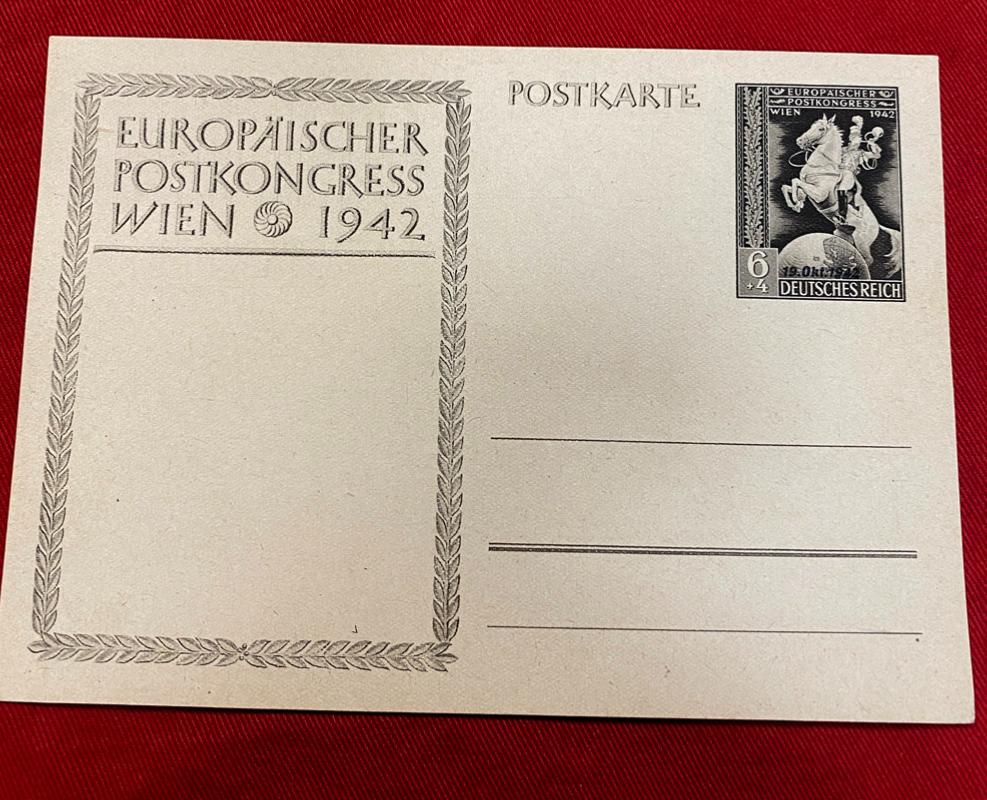 EUROPÄISCHER
POSTKONGRESS
WIEN 1942
POSTKARTE
EUROPÄISCHER
POSTKONGRESS
WIEN 1942
6
+4
19.Okt.1942
DEUTSCHES REICH